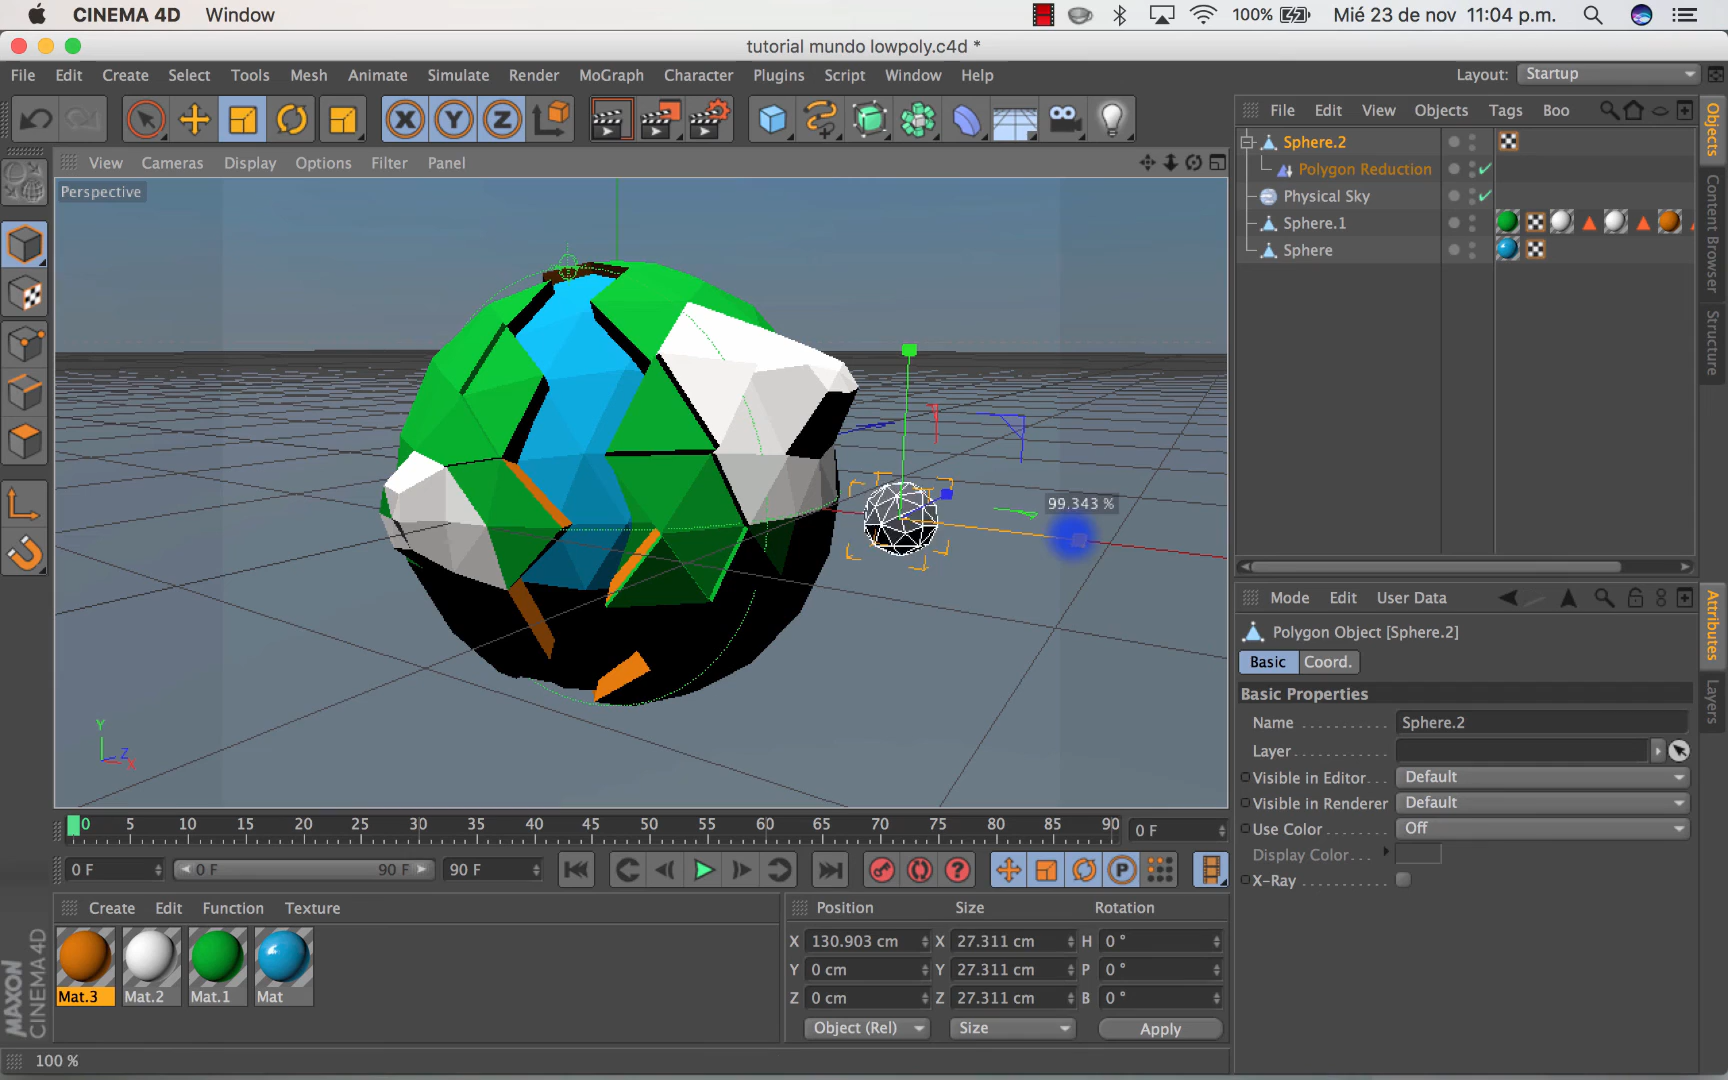 CINEMA 4D Window 100% Mié 23 de nov 11:04 p.m.
tutorial mundo lowpoly.c4d *
File Edit Create Select Tools Mesh Animate Simulate Render MoGraph Character Plugins Script Window Help Layout: Startup
X Y Z
File Edit View Objects Tags Boo
View Cameras Display Options Filter Panel
Perspective
Sphere.2
Polygon Reduction
Physical Sky
Sphere.1
Sphere
Objects
Content Browser
Structure
99.343 %
Y
Z
X
Mode Edit User Data
Polygon Object [Sphere.2]
Basic Coord.
Basic Properties
Name Sphere.2
Layer
Visible in Editor Default
Visible in Renderer Default
Use Color Off
Display Color
X-Ray
Attributes
Layers
0 5 10 15 20 25 30 35 40 45 50 55 60 65 70 75 80 85 90 0 F
0 F 0 F 90 F 90 F P
Create Edit Function Texture
Mat.3 Mat.2 Mat.1 Mat
Position Size Rotation
X 130.903 cm X 27.311 cm H 0 °
Y 0 cm Y 27.311 cm P 0 °
Z 0 cm Z 27.311 cm B 0 °
Object (Rel) Size Apply
MAXON
CINEMA 4D
100 %